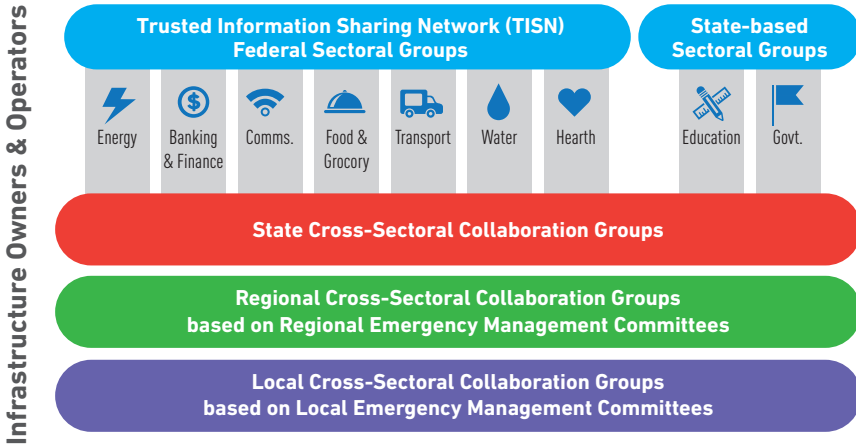 Infrastructure Owners & Operators
Trusted Information Sharing Network (TISN)
Federal Sectoral Groups
State-based
Sectoral Groups
Energy
Banking
& Finance
Comms.
Food &
Grocory
Transport
Water
Hearth
Education
Govt.
State Cross-Sectoral Collaboration Groups
Regional Cross-Sectoral Collaboration Groups
based on Regional Emergency Management Committees
Local Cross-Sectoral Collaboration Groups
based on Local Emergency Management Committees